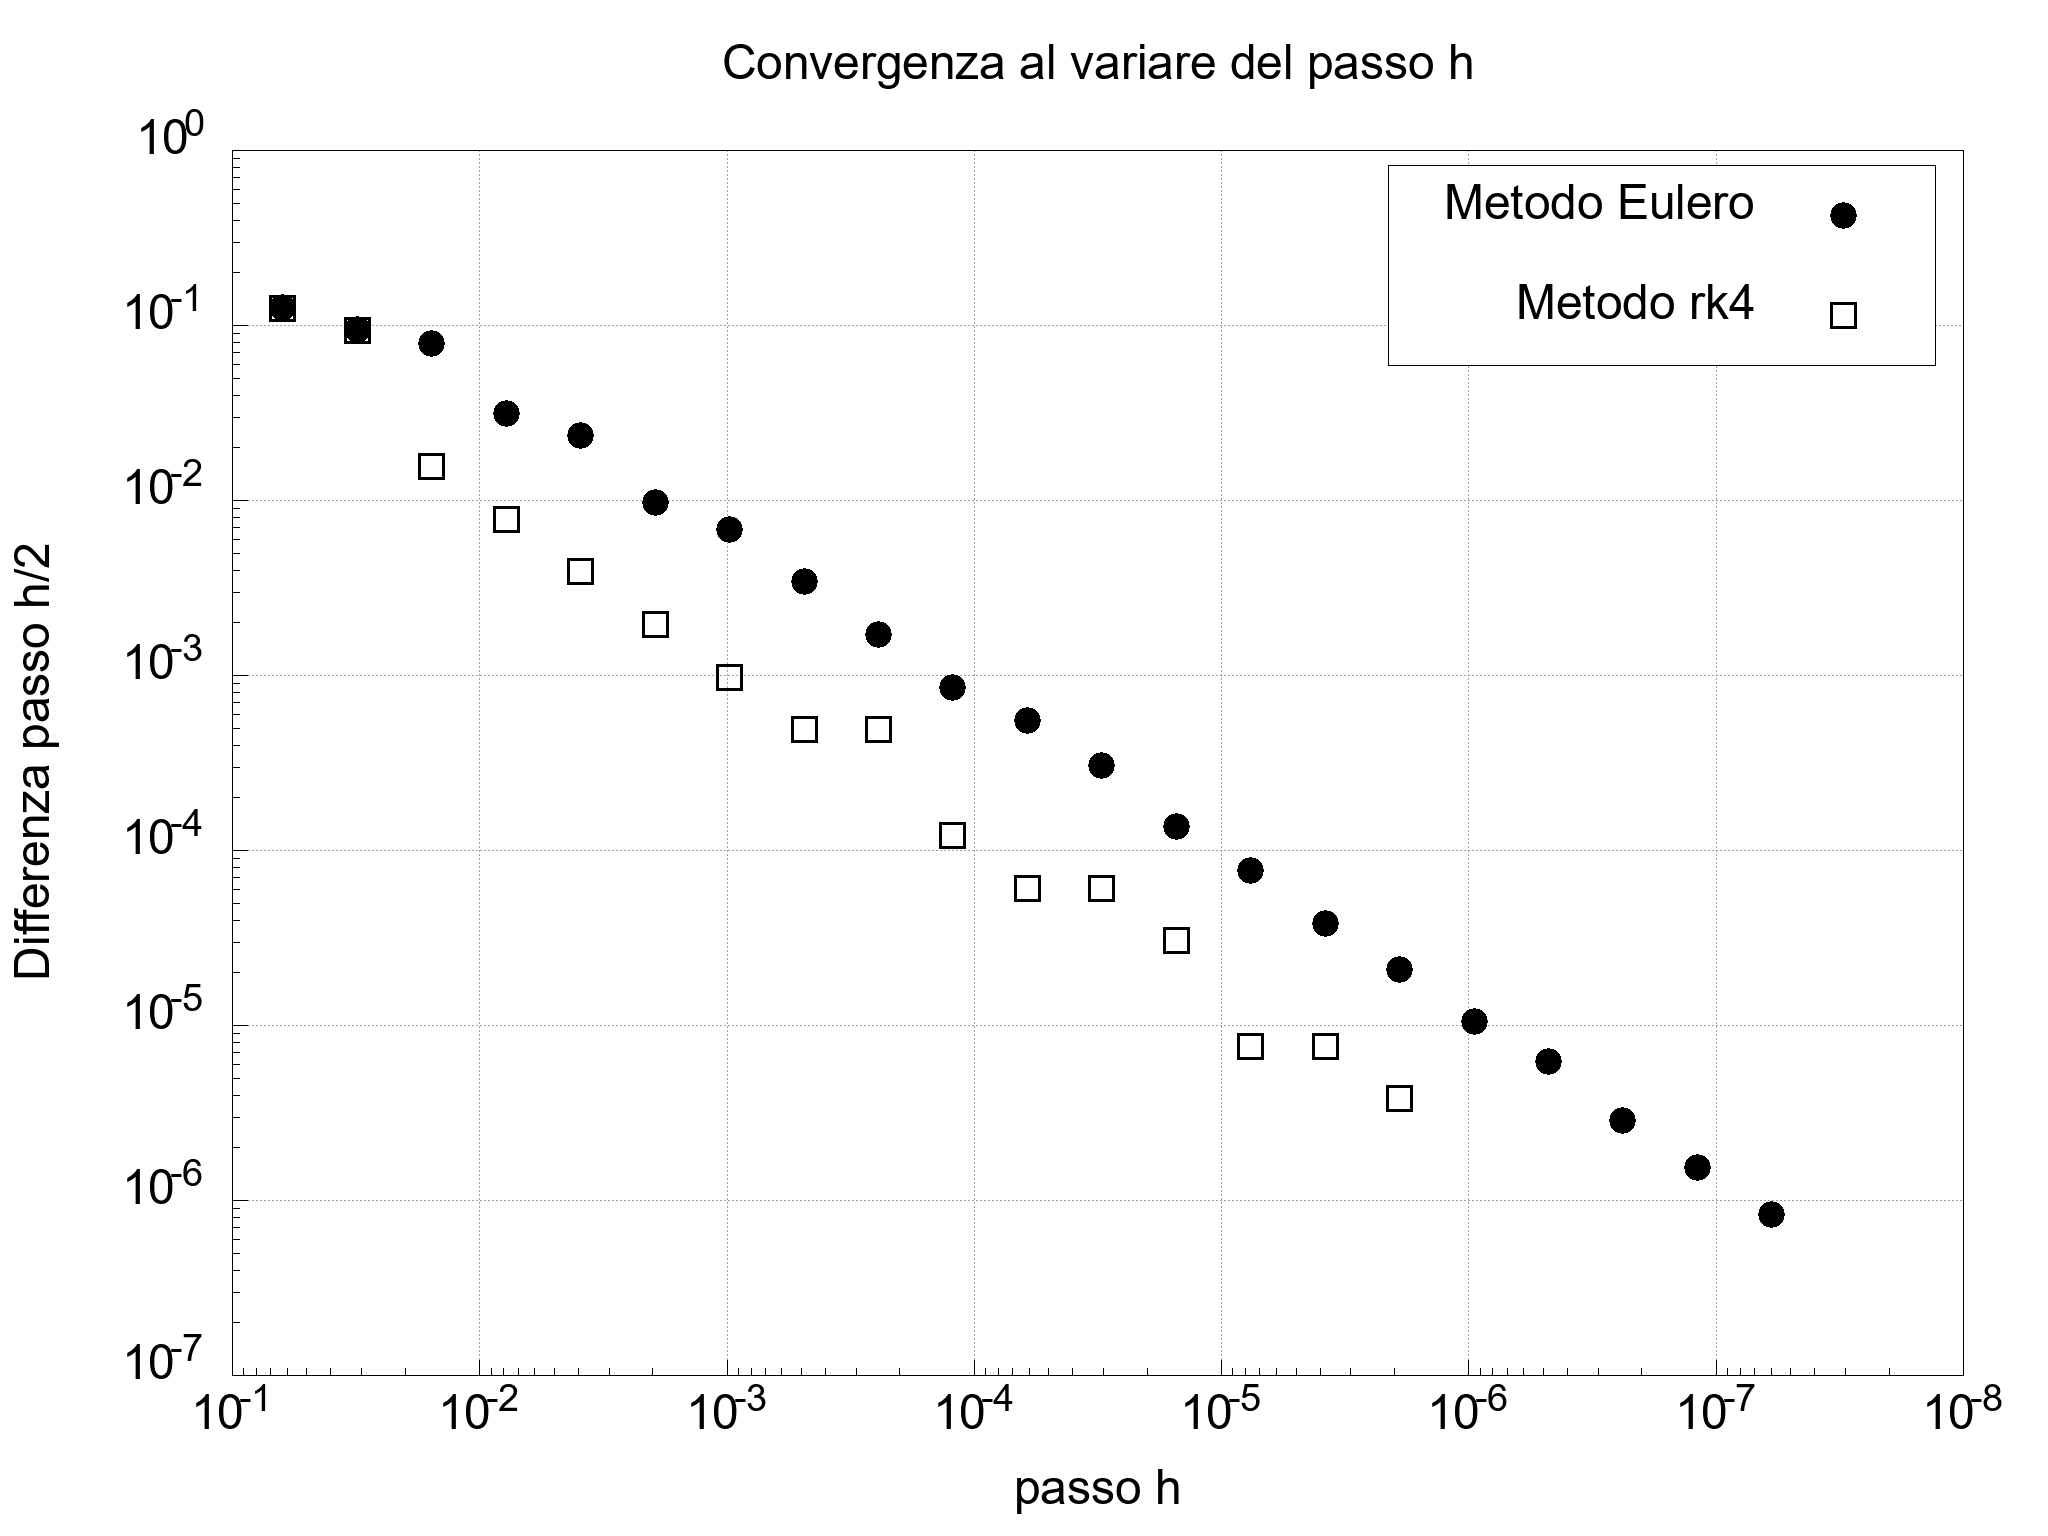 Convergenza al variare del passo h
10⁰
10⁻¹
10⁻²
10⁻³
10⁻⁴
10⁻⁵
10⁻⁶
10⁻⁷
Differenza passo h/2
Metodo Eulero
Metodo rk4
10⁻¹ 10⁻² 10⁻³ 10⁻⁴ 10⁻⁵ 10⁻⁶ 10⁻⁷ 10⁻⁸
passo h